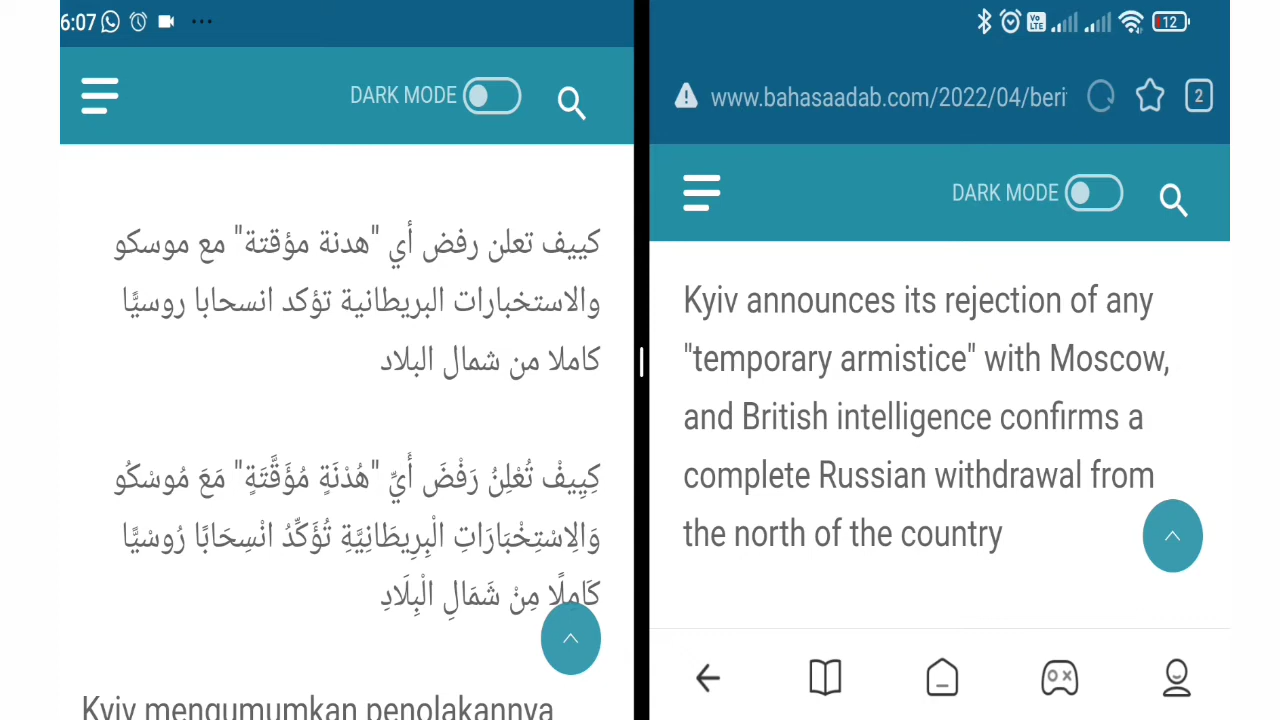 6:07
DARK MODE
كييف تعلن رفض أي "هدنة مؤقتة" مع موسكو
والاستخبارات البريطانية تؤكد انسحابا روسيًّا
كاملا من شمال البلاد
كِيِيفْ تُعْلِنُ رَفْضَ أَيِّ "هُدْنَةٍ مُؤَقَّتَةٍ" مَعَ مُوسْكُو
وَالِاسْتِخْبَارَاتِ الْبِرِيطَانِيَّةِ تُؤَكِّدُ انْسِحَابًا رُوسْيًّا
كَامِلًا مِنْ شَمَالِ الْبِلَادِ
Kyiv mengumumkan penolakannya
Vo LTE
12
www.bahasaadab.com/2022/04/beri
2
DARK MODE
Kyiv announces its rejection of any
"temporary armistice" with Moscow,
and British intelligence confirms a
complete Russian withdrawal from
the north of the country